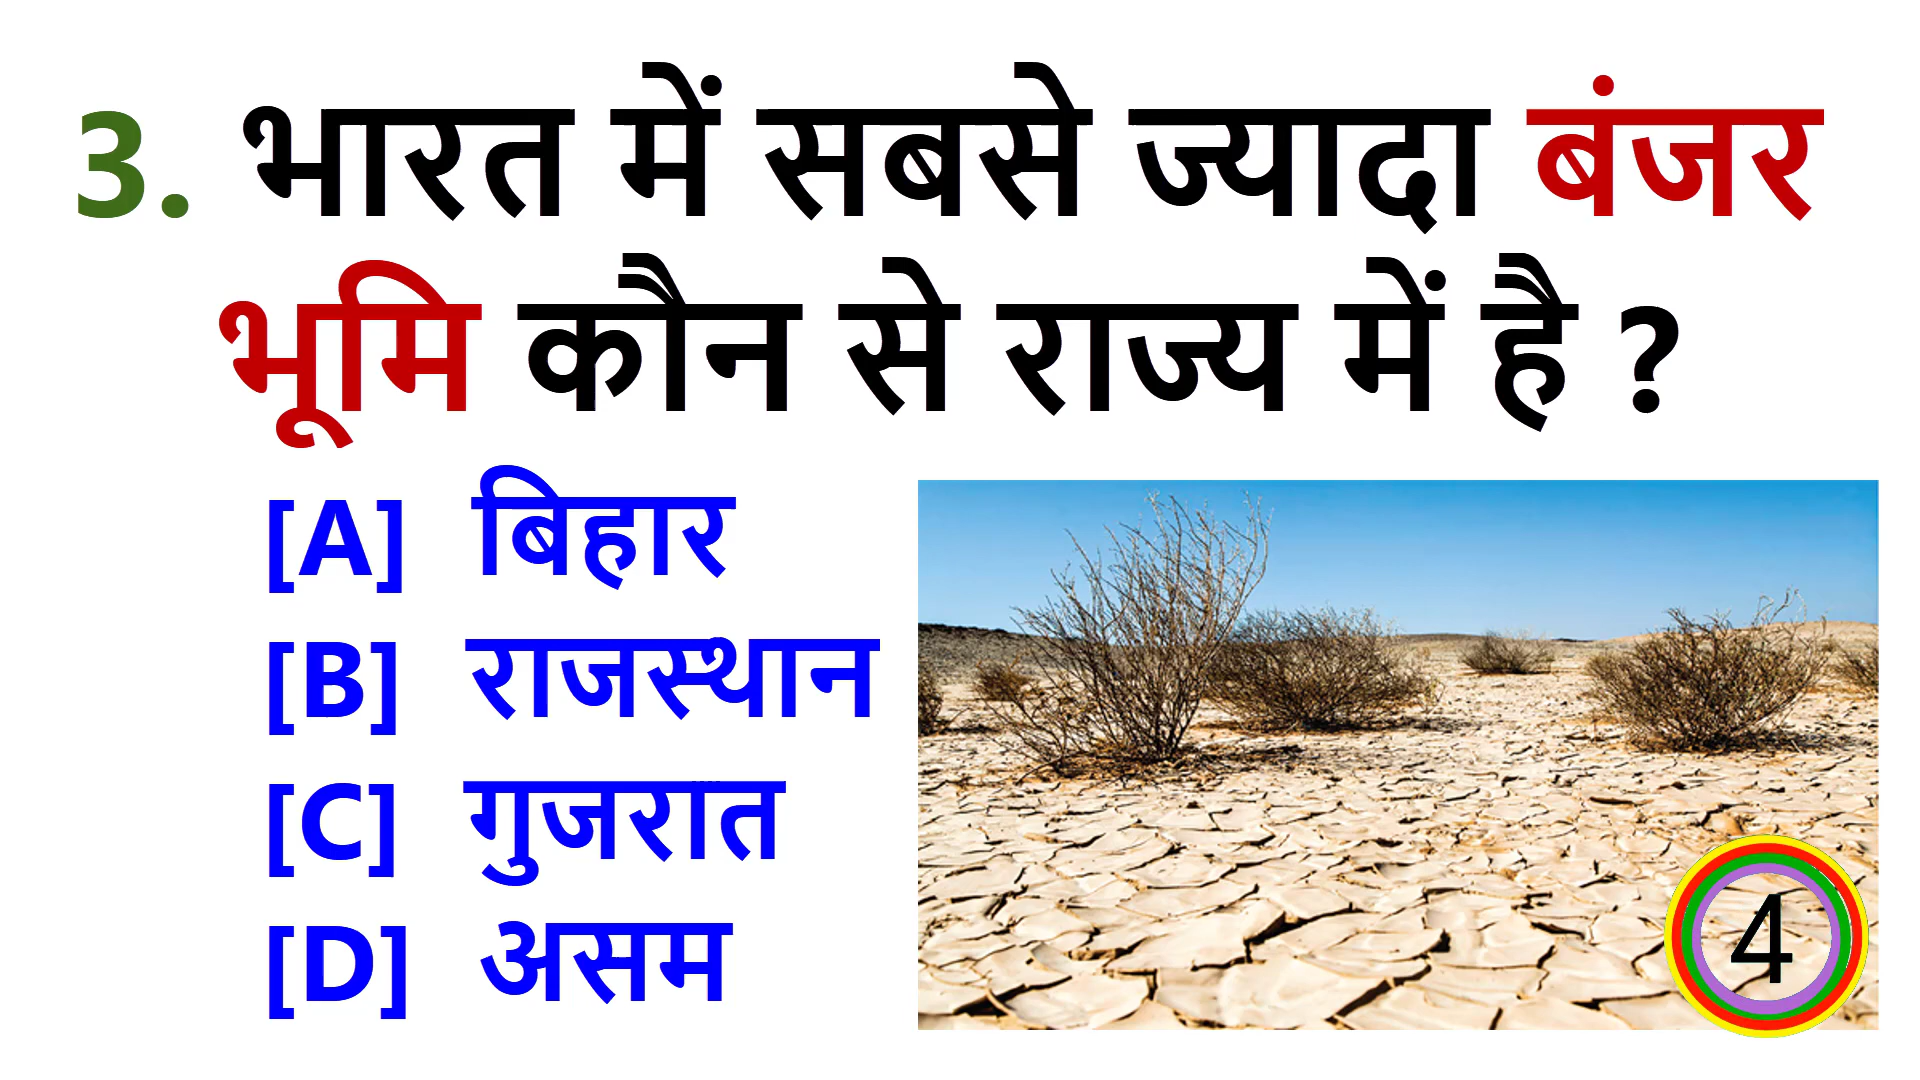 3. भारत में सबसे ज्यादा बंजर
भूमि कौन से राज्य में है ?
[A] बिहार
[B] राजस्थान
[C] गुजरात
[D] असम
4